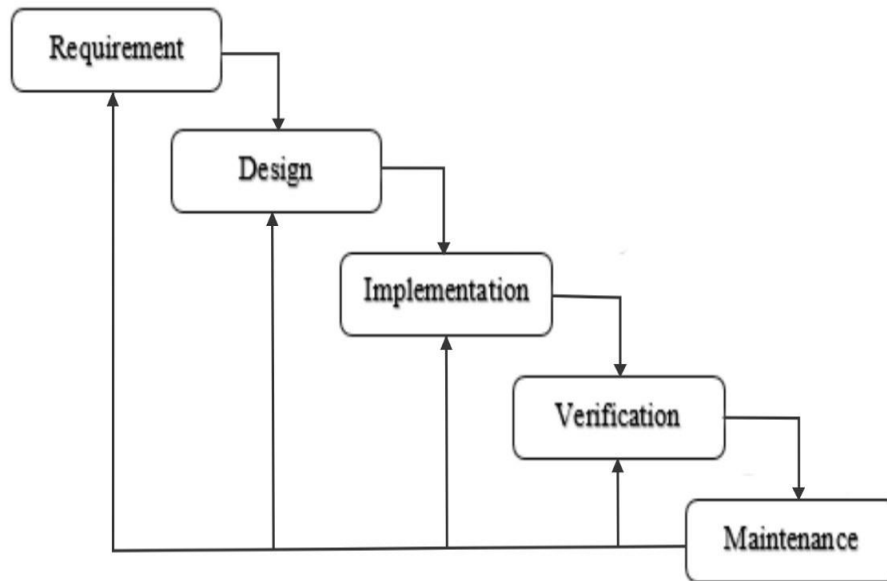 Requirement
Design
Implementation
Verification
Maintenance